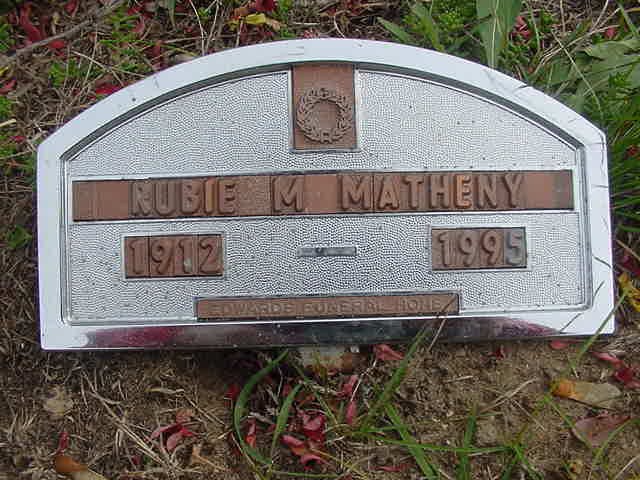 RUBIE M MATHENY
1912 - 1995
EDWARDS FUNERAL HOME